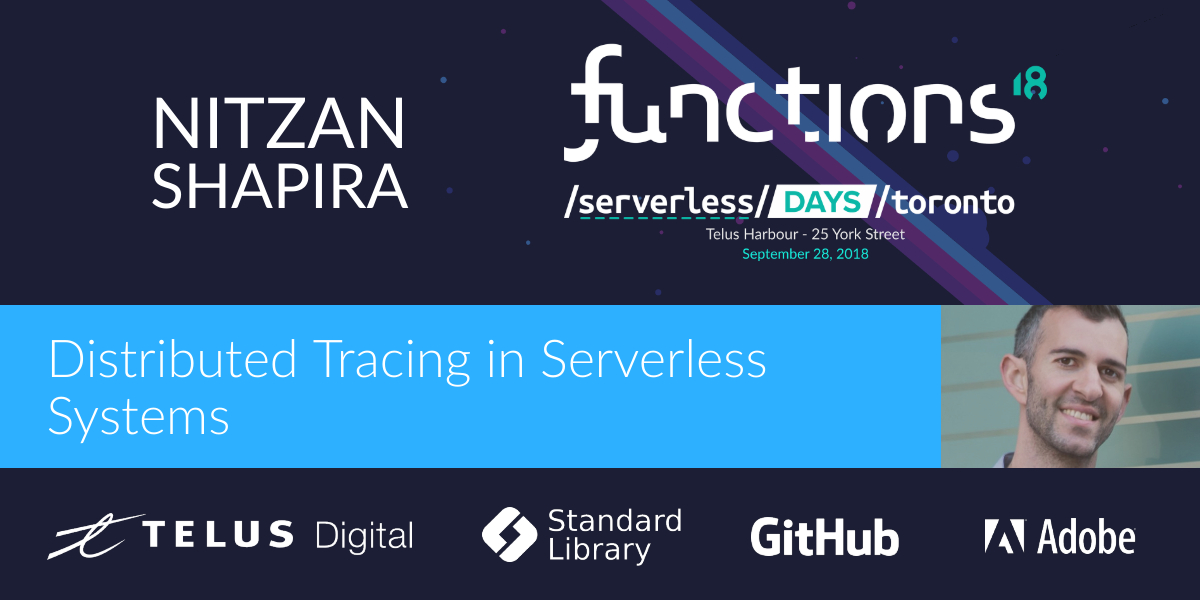 NITZAN
SHAPIRA
functions18
/serverless//DAYS//toronto
Telus Harbour - 25 York Street
September 28, 2018
Distributed Tracing in Serverless
Systems
TELUS Digital
Standard
Library
GitHub
Adobe